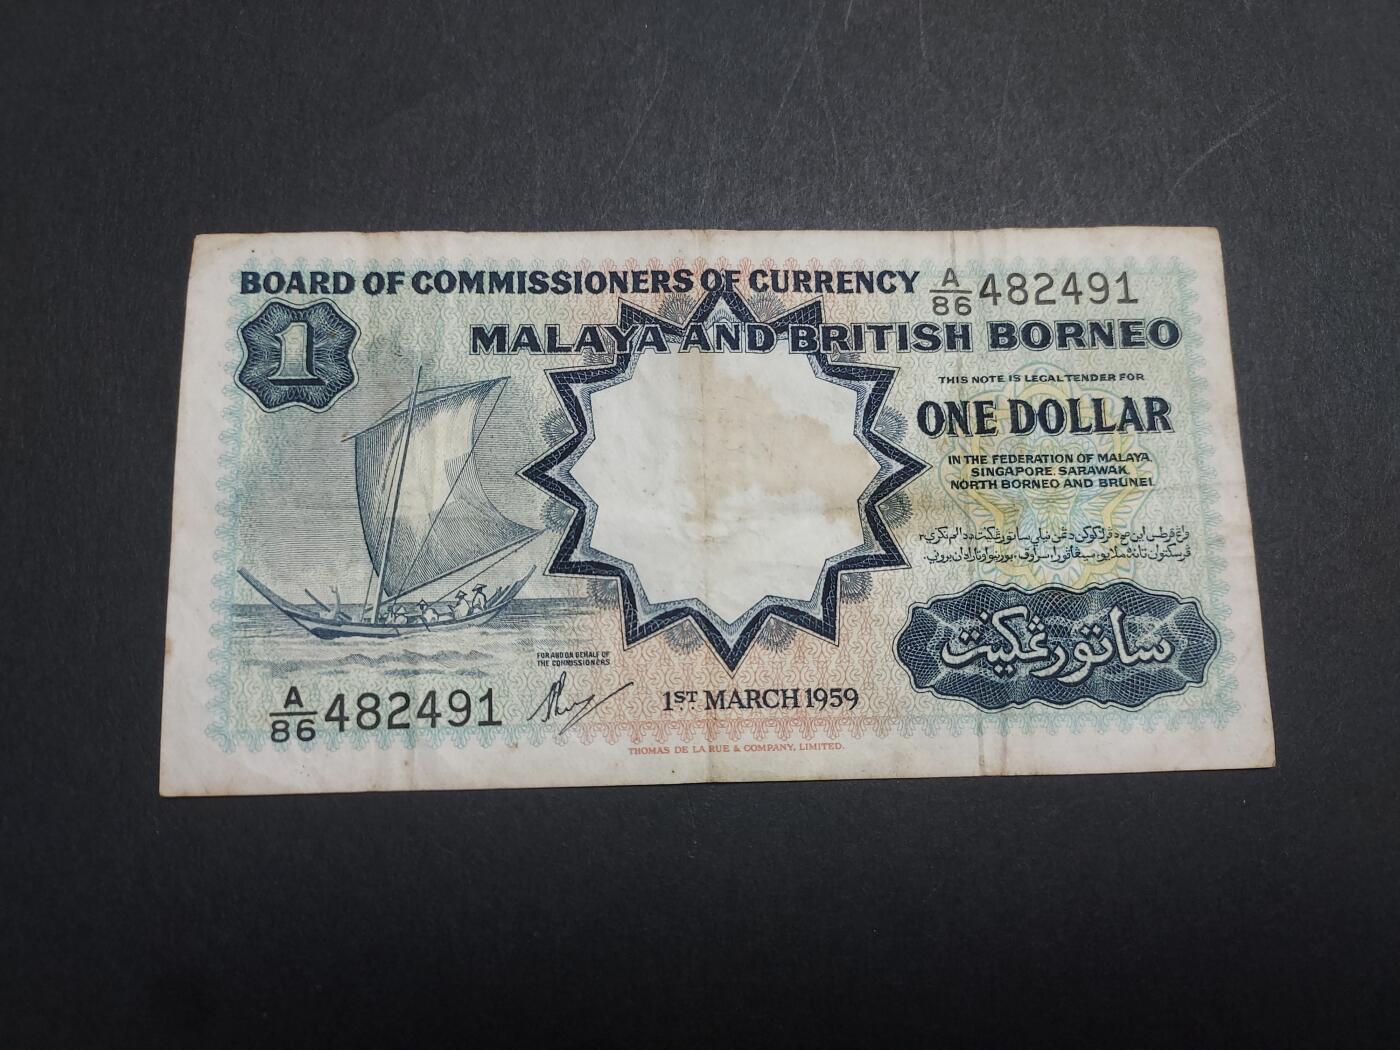 BOARD OF COMMISSIONERS OF CURRENCY
A/86 482491
MALAYA AND BRITISH BORNEO
1
THIS NOTE IS LEGAL TENDER FOR
ONE DOLLAR
IN THE FEDERATION OF MALAYA,
SINGAPORE, SARAWAK,
NORTH BORNEO AND BRUNEI.
ساتو رڠݢيت
FOR AND ON BEHALF OF
THE COMMISSIONERS
A/86 482491
1ST MARCH 1959
THOMAS DE LA RUE & COMPANY, LIMITED.